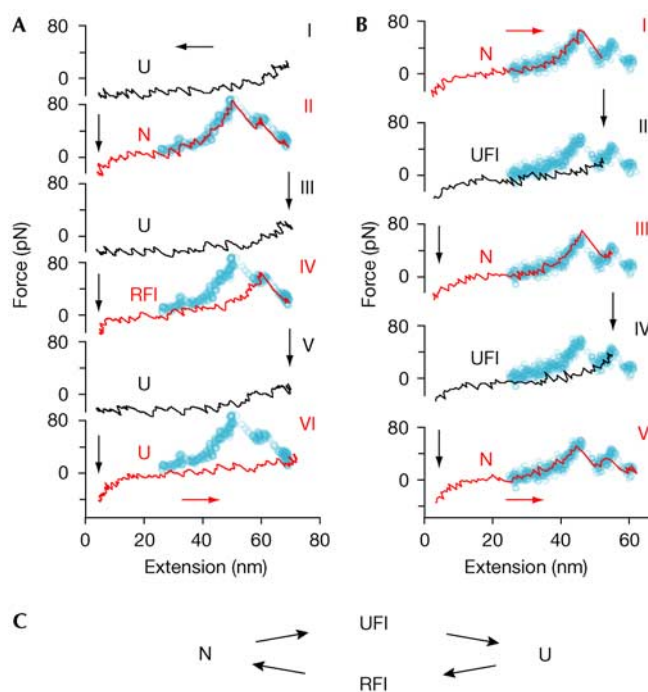 A
B
I
0
U
80
II
N
0
80
III
U
0
80
IV
RFI
0
80
V
U
0
80
VI
U
0
0 20 40 60 80
Force (pN)
Extension (nm)
80
I
N
0
80
II
UFI
0
80
III
N
0
80
IV
UFI
0
80
V
N
0
0 20 40 60
Force (pN)
Extension (nm)
C
UFI
N
U
RFI